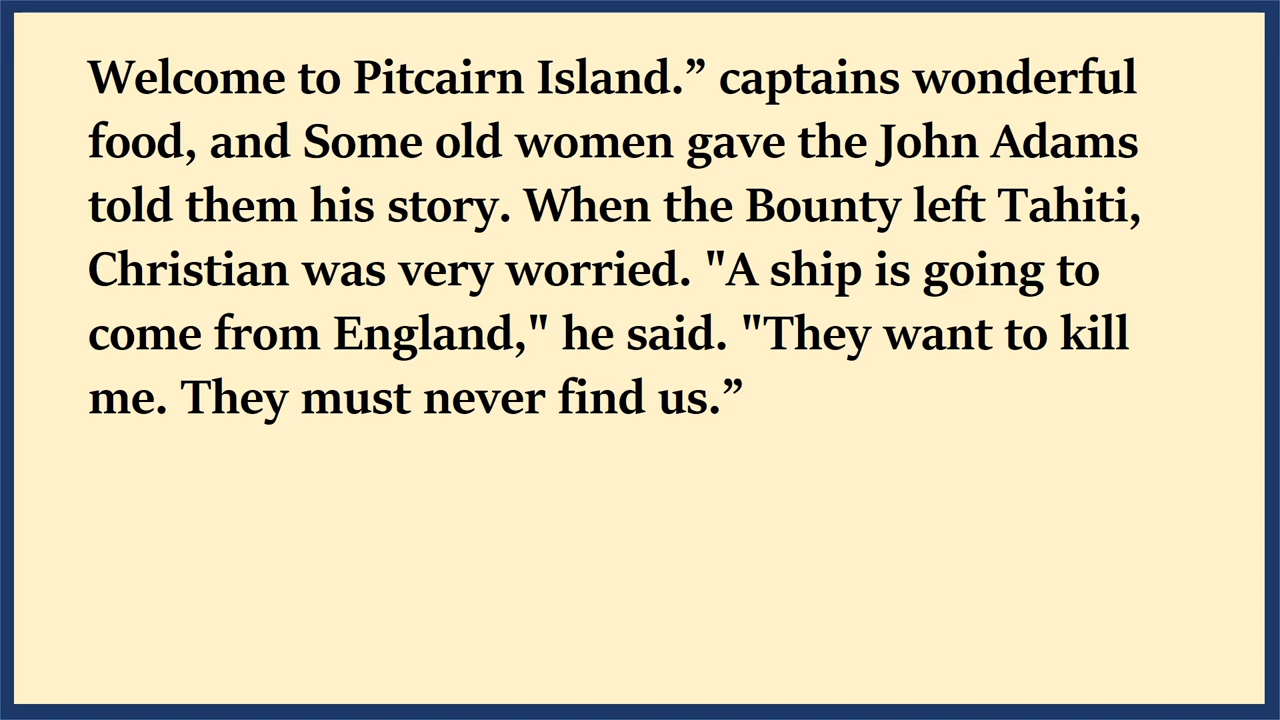 Welcome to Pitcairn Island.” captains wonderful
food, and Some old women gave the John Adams
told them his story. When the Bounty left Tahiti,
Christian was very worried. "A ship is going to
come from England," he said. "They want to kill
me. They must never find us.”